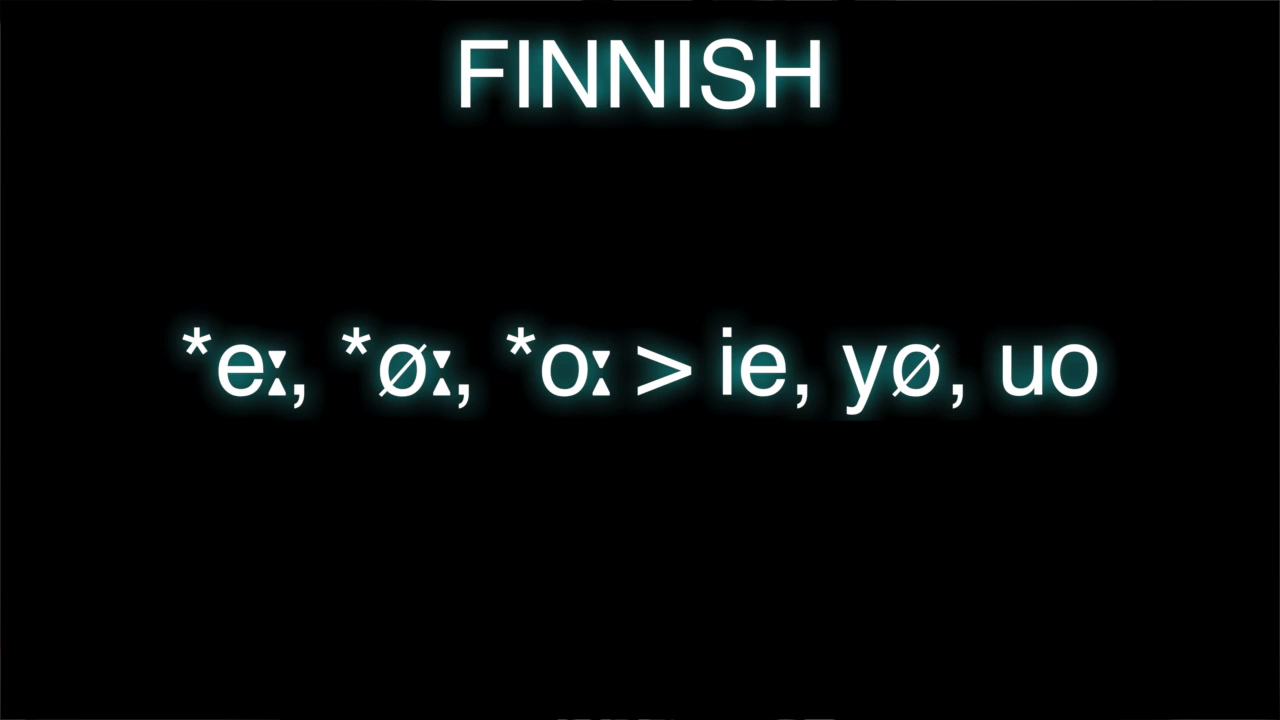 FINNISH
*eː, *øː, *oː > ie, yø, uo